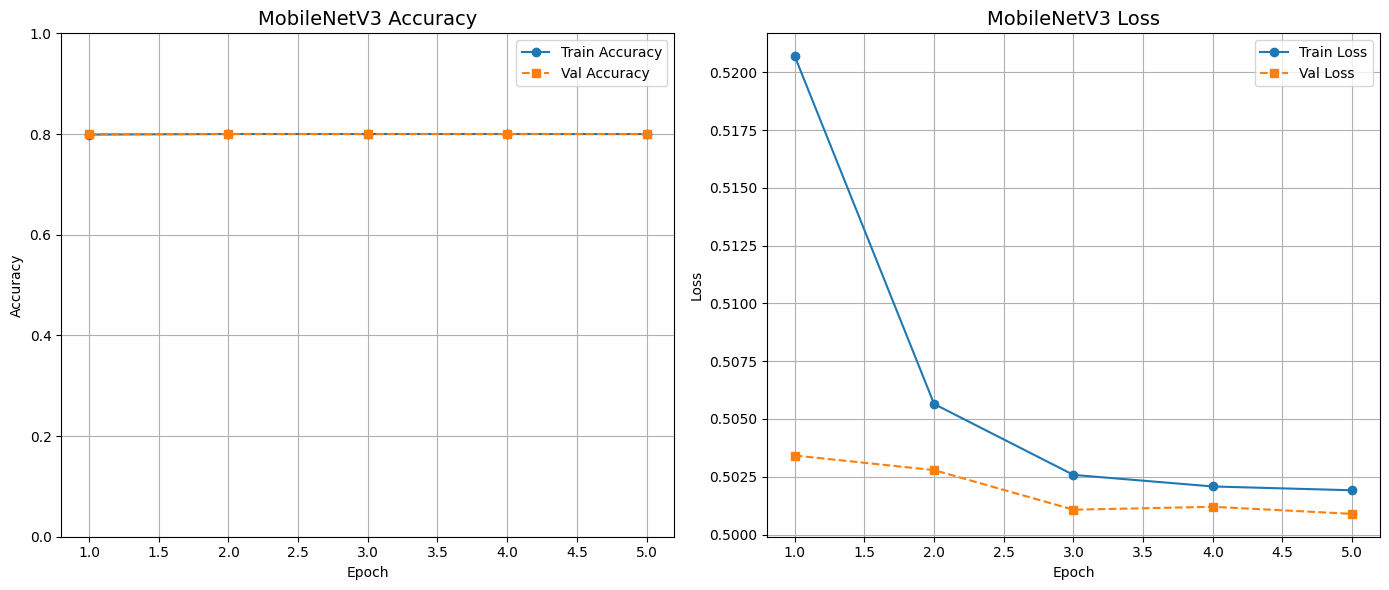 MobileNetV3 Accuracy
Train Accuracy
Val Accuracy
Accuracy
1.0
0.8
0.6
0.4
0.2
0.0
1.0 1.5 2.0 2.5 3.0 3.5 4.0 4.5 5.0
Epoch
MobileNetV3 Loss
Train Loss
Val Loss
Loss
0.5200
0.5175
0.5150
0.5125
0.5100
0.5075
0.5050
0.5025
0.5000
1.0 1.5 2.0 2.5 3.0 3.5 4.0 4.5 5.0
Epoch